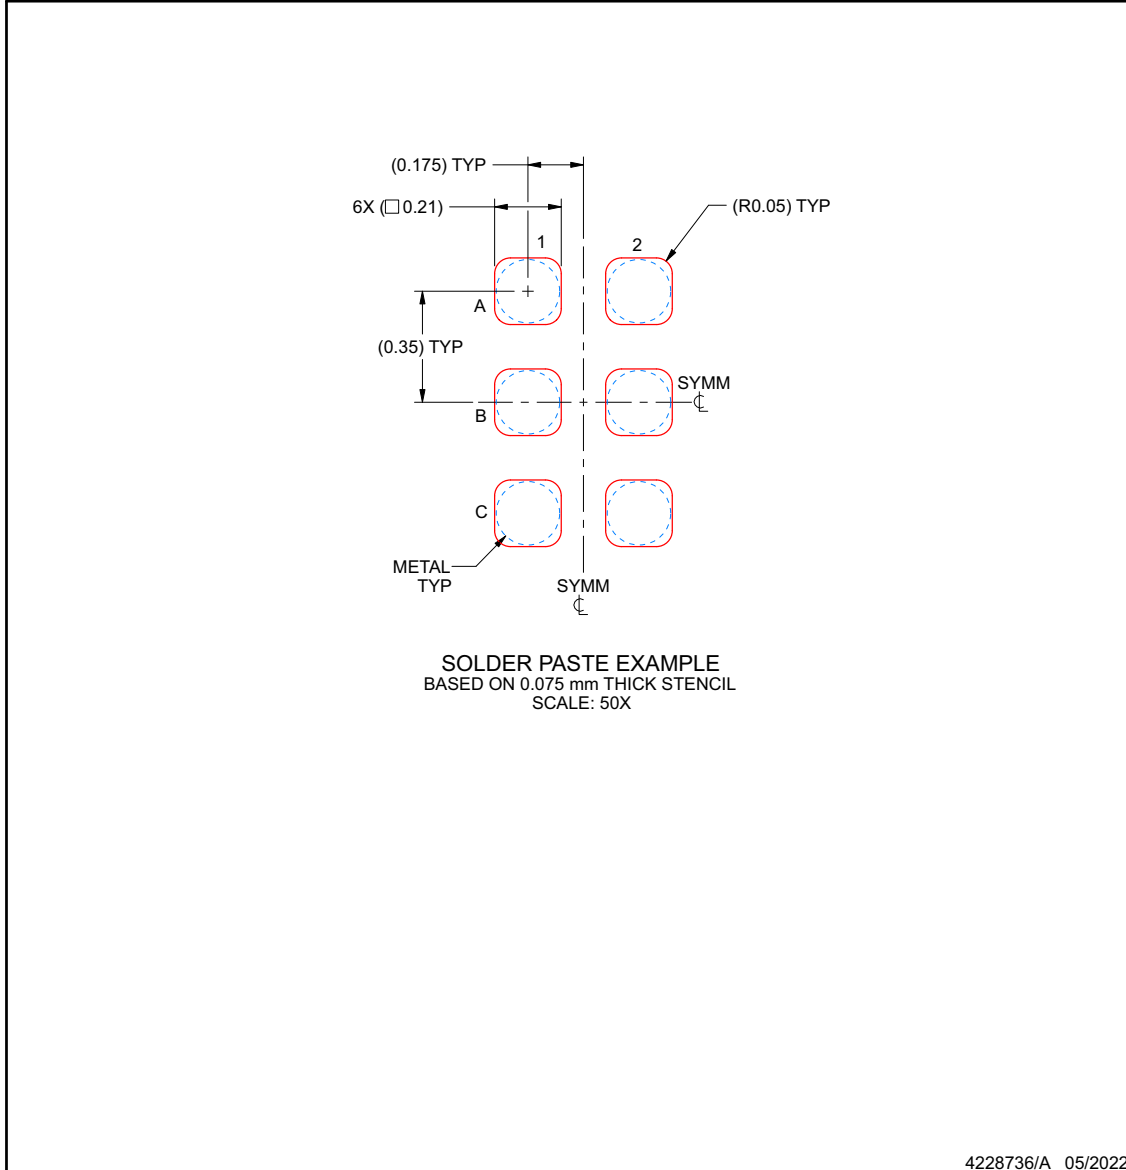 (0.175) TYP
6X (□ 0.21)
(R0.05) TYP
1
2
A
(0.35) TYP
SYMM
B
C
METAL
TYP
SYMM
SOLDER PASTE EXAMPLE
BASED ON 0.075 mm THICK STENCIL
SCALE: 50X
4228736/A 05/2022